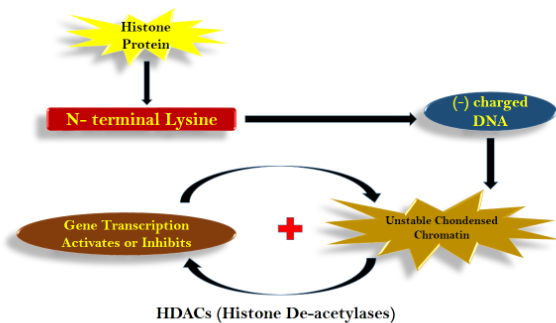 Histone
Protein
N- terminal Lysine
(-) charged
DNA
Gene Transcription
Activates or Inhibits
Unstable Chondensed
Chromatin
HDACs (Histone De-acetylases)